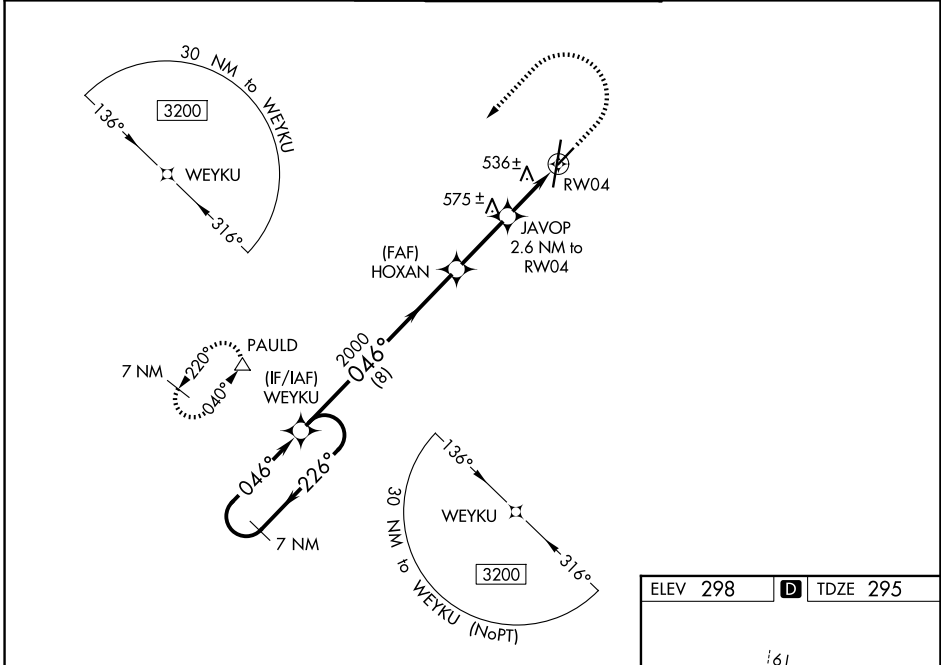 30 NM to WEYKU
3200
136°
WEYKU
316°
536±
RW04
575 ±
JAVOP
2.6 NM to
RW04
(FAF)
HOXAN
2000
046°
(8)
PAULD
7 NM
220°
040°
(IF/IAF)
WEYKU
046°
226°
7 NM
136°
WEYKU
316°
3200
30 NM to WEYKU (NoPT)
ELEV 298 D TDZE 295